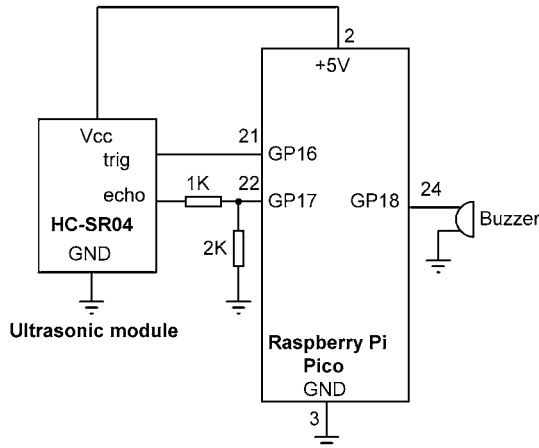 2
+5V
Vcc
trig
21
GP16
echo
1K
22
GP17
GP18
24
Buzzer
HC-SR04
2K
GND
Ultrasonic module
Raspberry Pi
Pico
GND
3